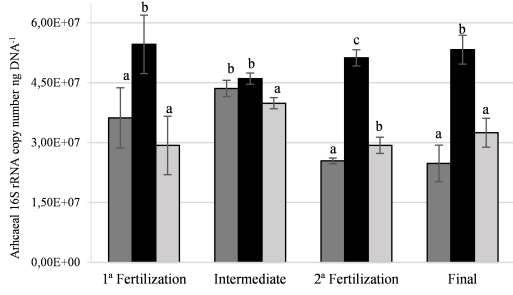 Arhcaeal 16S rRNA copy number ng DNA⁻¹
6,00E+07
4,50E+07
3,00E+07
1,50E+07
0,00E+00
a b a
b b a
a c b
a b a
1ª Fertilization Intermediate 2ª Fertilization Final